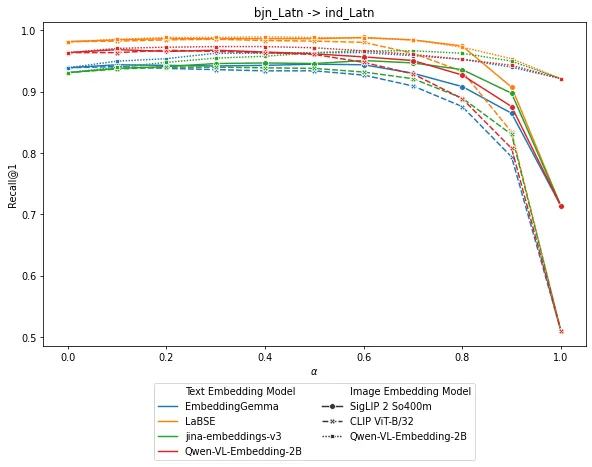 bjn_Latn -> ind_Latn
1.0
0.9
0.8
0.7
0.6
0.5
Recall@1
0.0 0.2 0.4 0.6 0.8 1.0
α
Text Embedding Model Image Embedding Model
EmbeddingGemma SigLIP 2 So400m
LaBSE CLIP ViT-B/32
jina-embeddings-v3 Qwen-VL-Embedding-2B
Qwen-VL-Embedding-2B